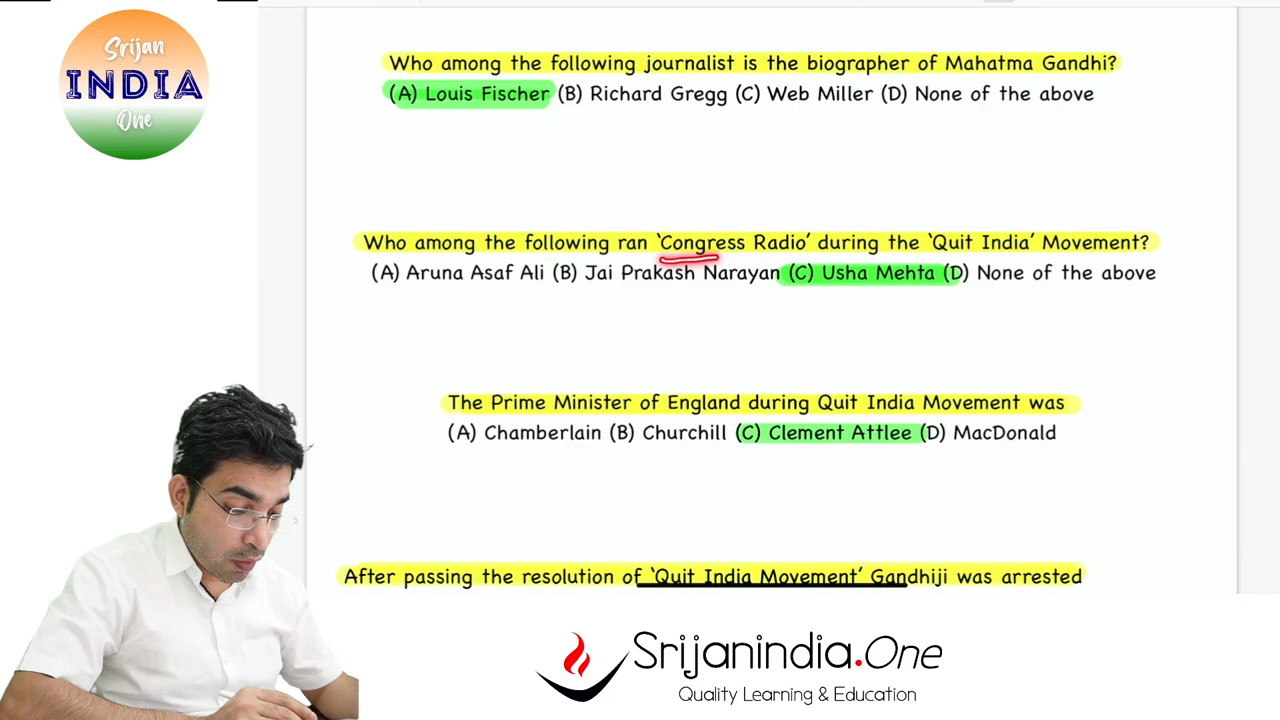 Srijan
INDIA
One
Who among the following journalist is the biographer of Mahatma Gandhi?
(A) Louis Fischer (B) Richard Gregg (C) Web Miller (D) None of the above
Who among the following ran ‘Congress Radio’ during the ‘Quit India’ Movement?
(A) Aruna Asaf Ali (B) Jai Prakash Narayan (C) Usha Mehta (D) None of the above
The Prime Minister of England during Quit India Movement was
(A) Chamberlain (B) Churchill (C) Clement Attlee (D) MacDonald
After passing the resolution of ‘Quit India Movement’ Gandhiji was arrested
Srijanindia.One
Quality Learning & Education